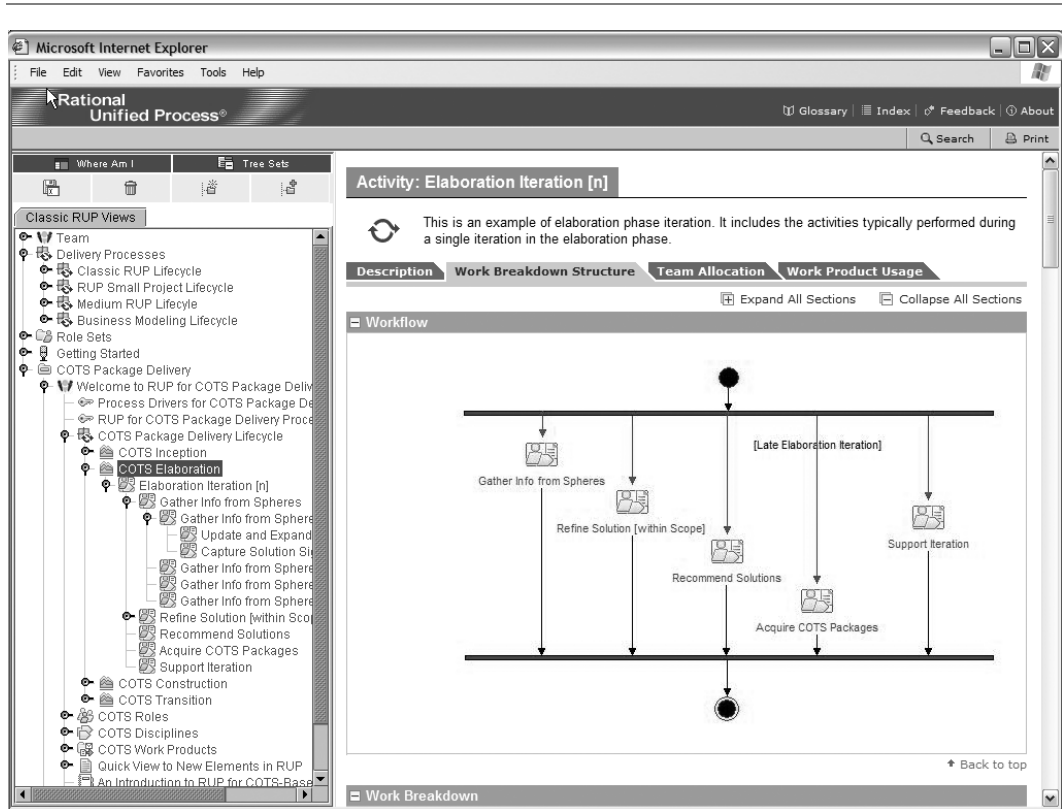 Microsoft Internet Explorer
File Edit View Favorites Tools Help
Rational
Unified Process®
Glossary Index Feedback About
Search Print
Where Am I Tree Sets
Classic RUP Views
Team
Delivery Processes
Classic RUP Lifecycle
RUP Small Project Lifecycle
Medium RUP Lifecyle
Business Modeling Lifecycle
Role Sets
Getting Started
COTS Package Delivery
Welcome to RUP for COTS Package Deliv
Process Drivers for COTS Package De
RUP for COTS Package Delivery Proce
COTS Package Delivery Lifecycle
COTS Inception
COTS Elaboration
Elaboration Iteration [n]
Gather Info from Spheres
Gather Info from Sphere
Update and Expand
Capture Solution Si
Gather Info from Sphere
Gather Info from Sphere
Gather Info from Sphere
Refine Solution [within Scop
Recommend Solutions
Acquire COTS Packages
Support Iteration
COTS Construction
COTS Transition
COTS Roles
COTS Disciplines
COTS Work Products
Quick View to New Elements in RUP
An Introduction to RUP for COTS-Base
Activity: Elaboration Iteration [n]
This is an example of elaboration phase iteration. It includes the activities typically performed during
a single iteration in the elaboration phase.
Description Work Breakdown Structure Team Allocation Work Product Usage
Expand All Sections Collapse All Sections
Workflow
[Late Elaboration Iteration]
Gather Info from Spheres
Refine Solution [within Scope]
Support Iteration
Recommend Solutions
Acquire COTS Packages
Back to top
Work Breakdown